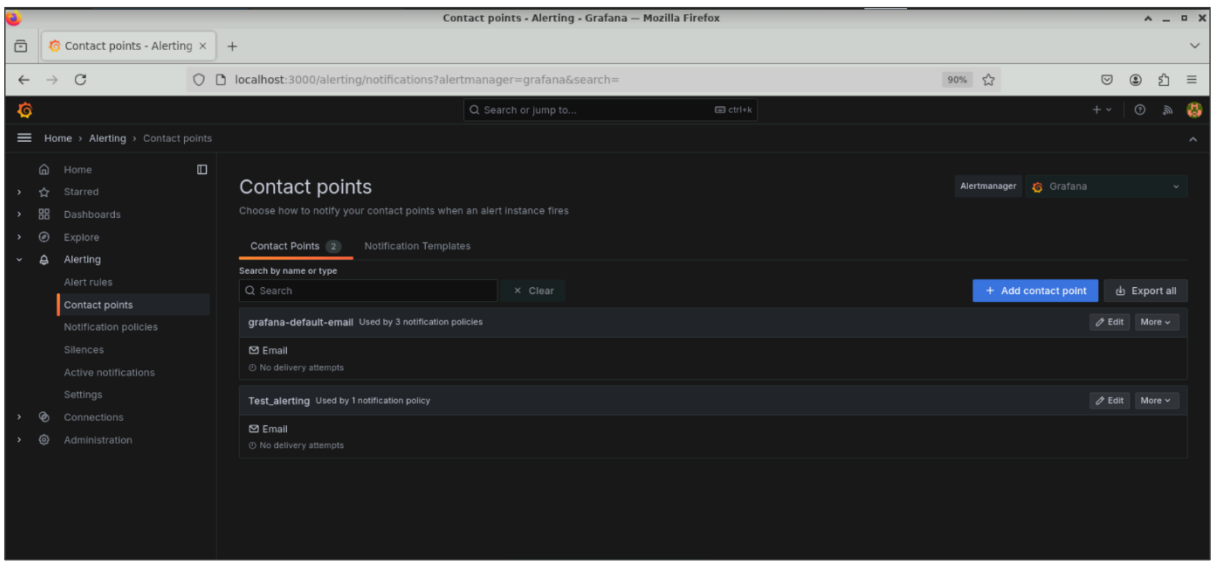 Contact points - Alerting - Grafana — Mozilla Firefox
Contact points - Alerting
localhost:3000/alerting/notifications?alertmanager=grafana&search=
90%
Search or jump to...
ctrl+k
Home › Alerting › Contact points
Home
Starred
Dashboards
Explore
Alerting
Alert rules
Contact points
Notification policies
Silences
Active notifications
Settings
Connections
Administration
Contact points
Alertmanager
Grafana
Choose how to notify your contact points when an alert instance fires
Contact Points 2
Notification Templates
Search by name or type
Search
Clear
+ Add contact point
Export all
grafana-default-email Used by 3 notification policies
Edit
More
Email
No delivery attempts
Test_alerting Used by 1 notification policy
Edit
More
Email
No delivery attempts